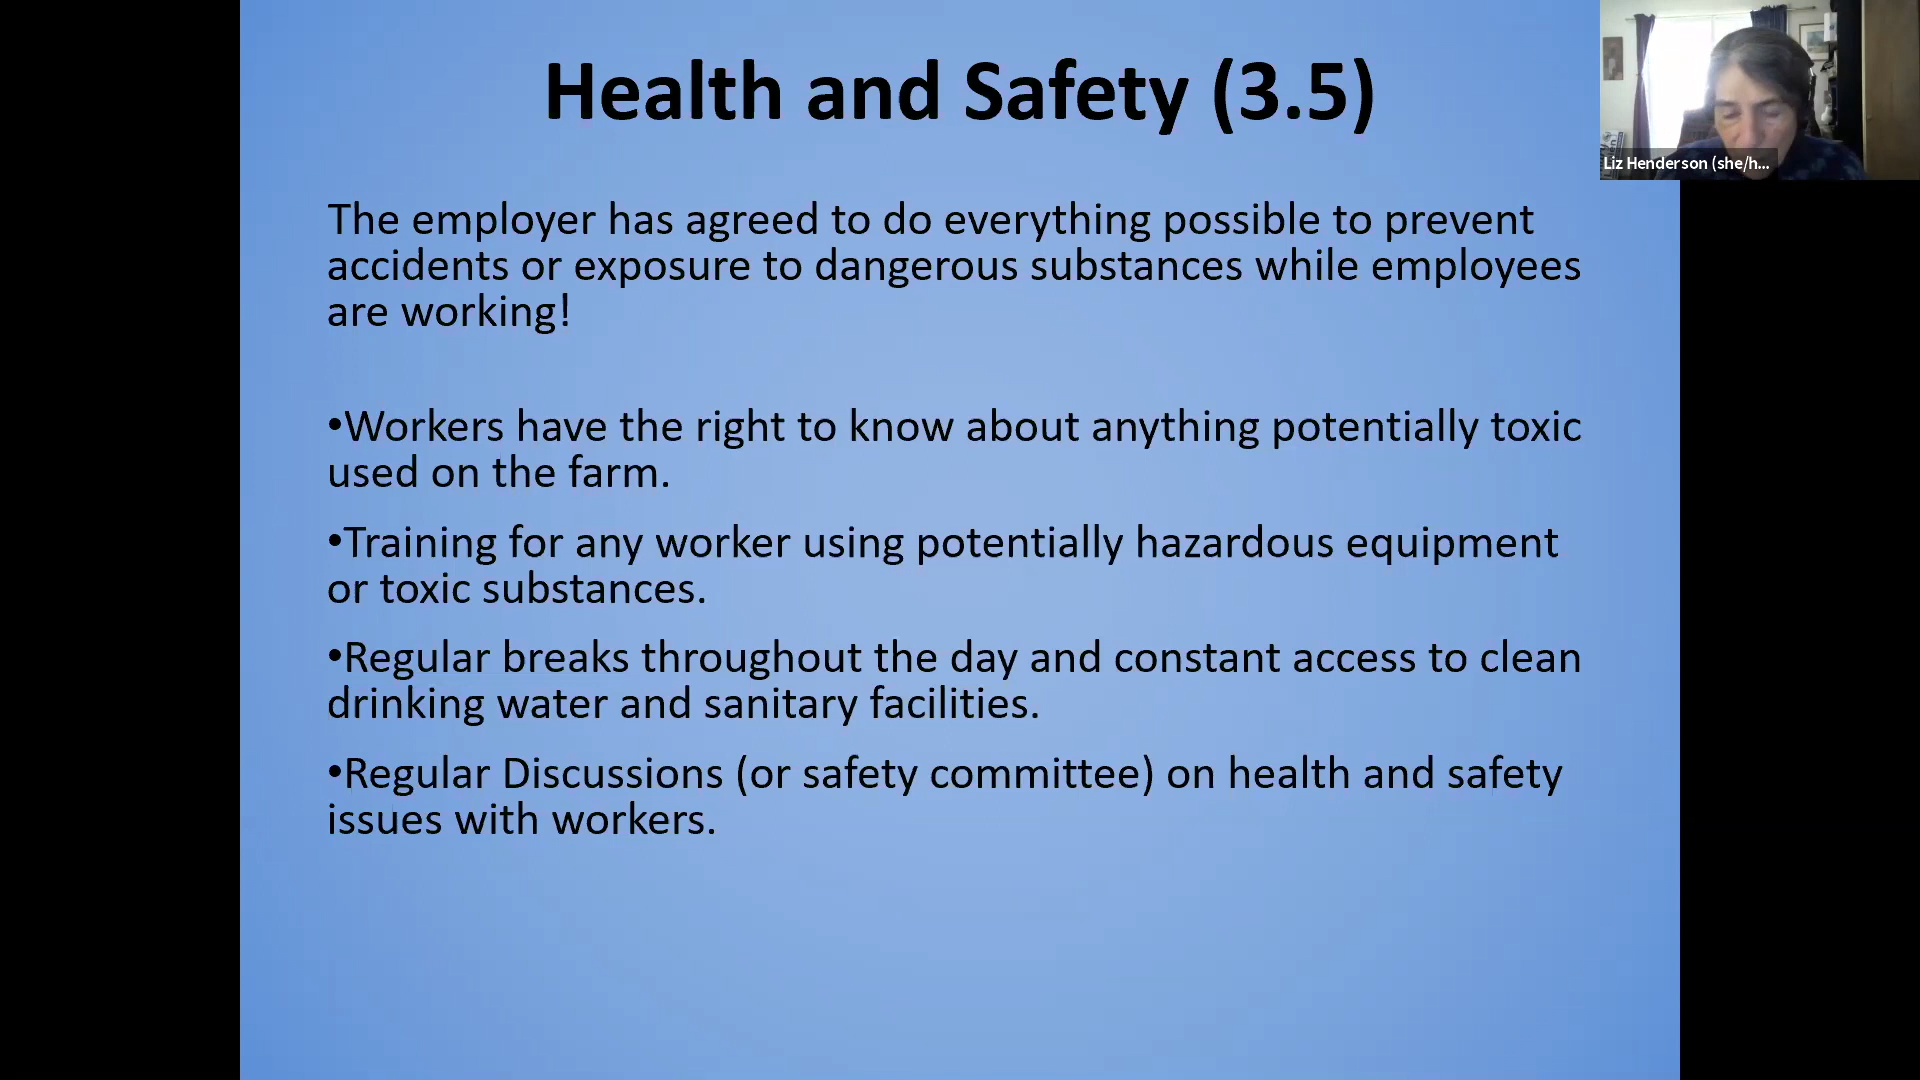 Health and Safety (3.5)
Liz Henderson (she/h...
The employer has agreed to do everything possible to prevent
accidents or exposure to dangerous substances while employees
are working!
•Workers have the right to know about anything potentially toxic
used on the farm.
•Training for any worker using potentially hazardous equipment
or toxic substances.
•Regular breaks throughout the day and constant access to clean
drinking water and sanitary facilities.
•Regular Discussions (or safety committee) on health and safety
issues with workers.